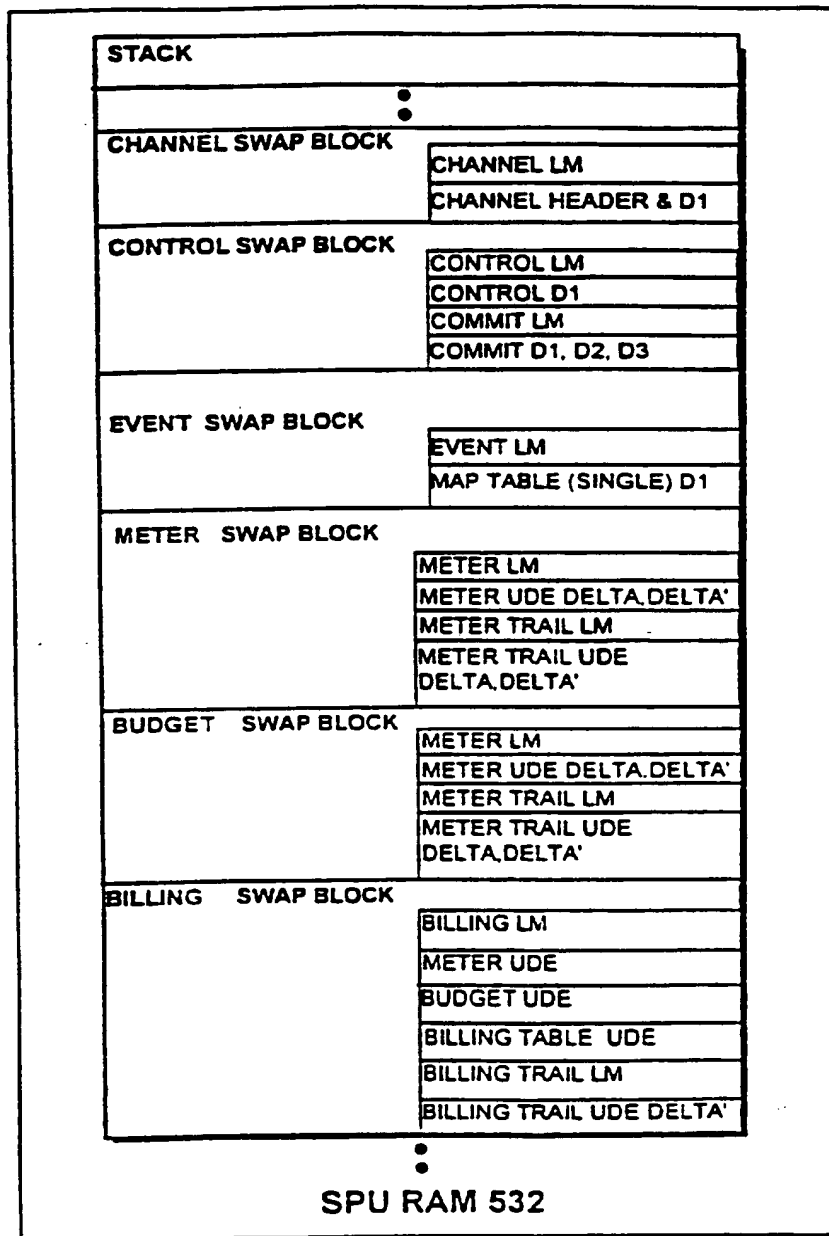 STACK
CHANNEL SWAP BLOCK
CHANNEL LM
CHANNEL HEADER & D1
CONTROL SWAP BLOCK
CONTROL LM
CONTROL D1
COMMIT LM
COMMIT D1, D2, D3
EVENT SWAP BLOCK
EVENT LM
MAP TABLE (SINGLE) D1
METER SWAP BLOCK
METER LM
METER UDE DELTA,DELTA'
METER TRAIL LM
METER TRAIL UDE
DELTA,DELTA'
BUDGET SWAP BLOCK
METER LM
METER UDE DELTA.DELTA'
METER TRAIL LM
METER TRAIL UDE
DELTA,DELTA'
BILLING SWAP BLOCK
BILLING LM
METER UDE
BUDGET UDE
BILLING TABLE UDE
BILLING TRAIL LM
BILLING TRAIL UDE DELTA'
SPU RAM 532